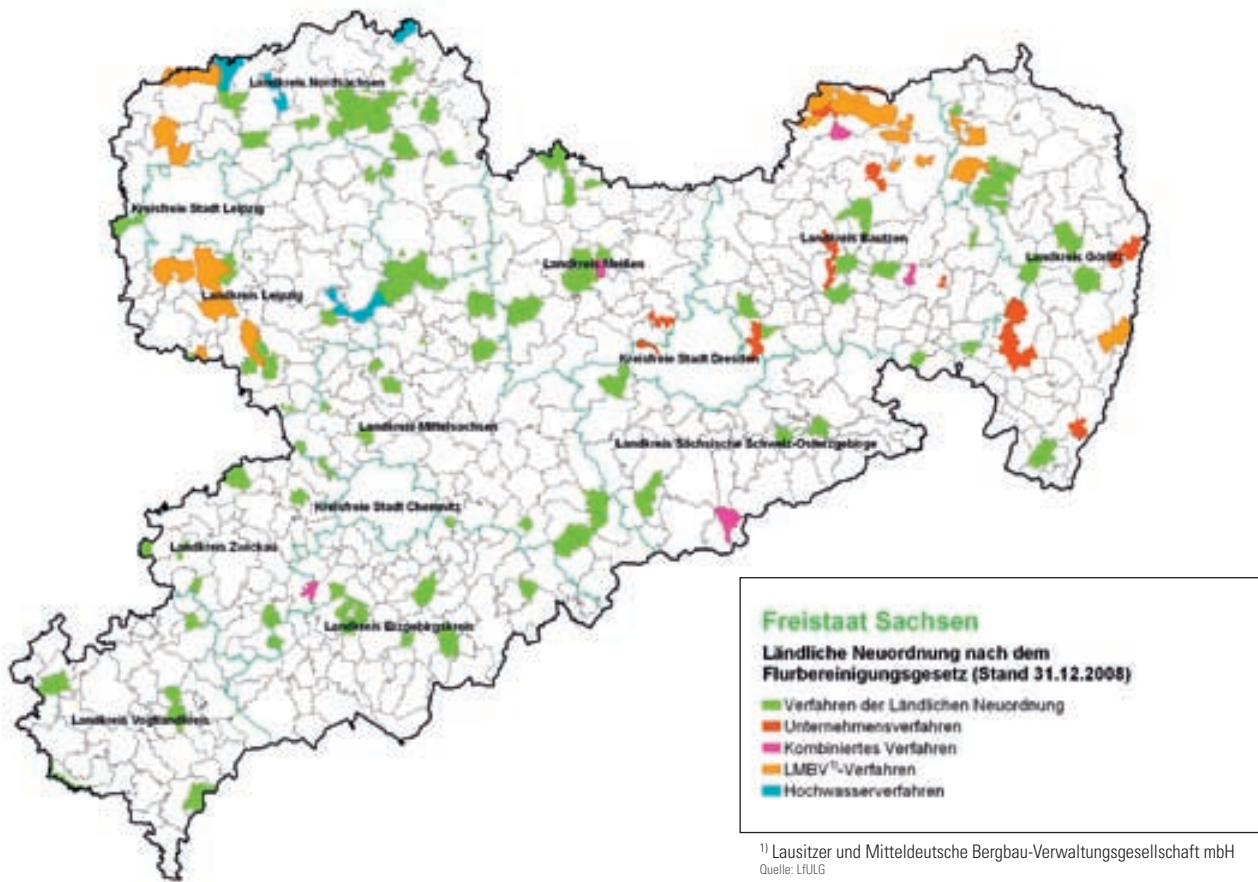 Landkreis Nordsachsen
Kreisfreie Stadt Leipzig
Landkreis Bautzen
Landkreis Meißen
Landkreis Görlitz
Landkreis Leipzig
Kreisfreie Stadt Dresden
Landkreis Mittelsachsen
Landkreis Sächsische Schweiz-Osterzgebirge
Kreisfreie Stadt Chemnitz
Landkreis Zwickau
Landkreis Erzgebirgskreis
Landkreis Vogtlandkreis
Freistaat Sachsen
Ländliche Neuordnung nach dem
Flurbereinigungsgesetz (Stand 31.12.2008)
Verfahren der Ländlichen Neuordnung
Unternehmensverfahren
Kombiniertes Verfahren
LMBV¹⁾-Verfahren
Hochwasserverfahren
¹⁾ Lausitzer und Mitteldeutsche Bergbau-Verwaltungsgesellschaft mbH
Quelle: LfULG